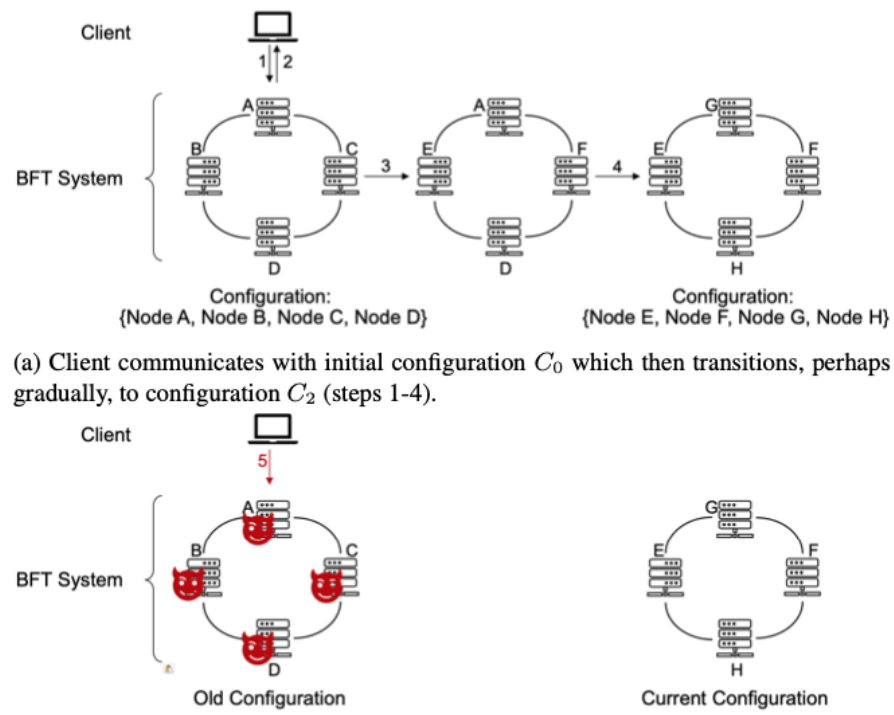 Client
1 2
A
B C
D
A
E F
D
G
E F
H
3
4
BFT System
Configuration:
{Node A, Node B, Node C, Node D}
Configuration:
{Node E, Node F, Node G, Node H}
(a) Client communicates with initial configuration C₀ which then transitions, perhaps
gradually, to configuration C₂ (steps 1-4).
Client
5
A
B C
BFT System
D
G
E F
H
Old Configuration
Current Configuration